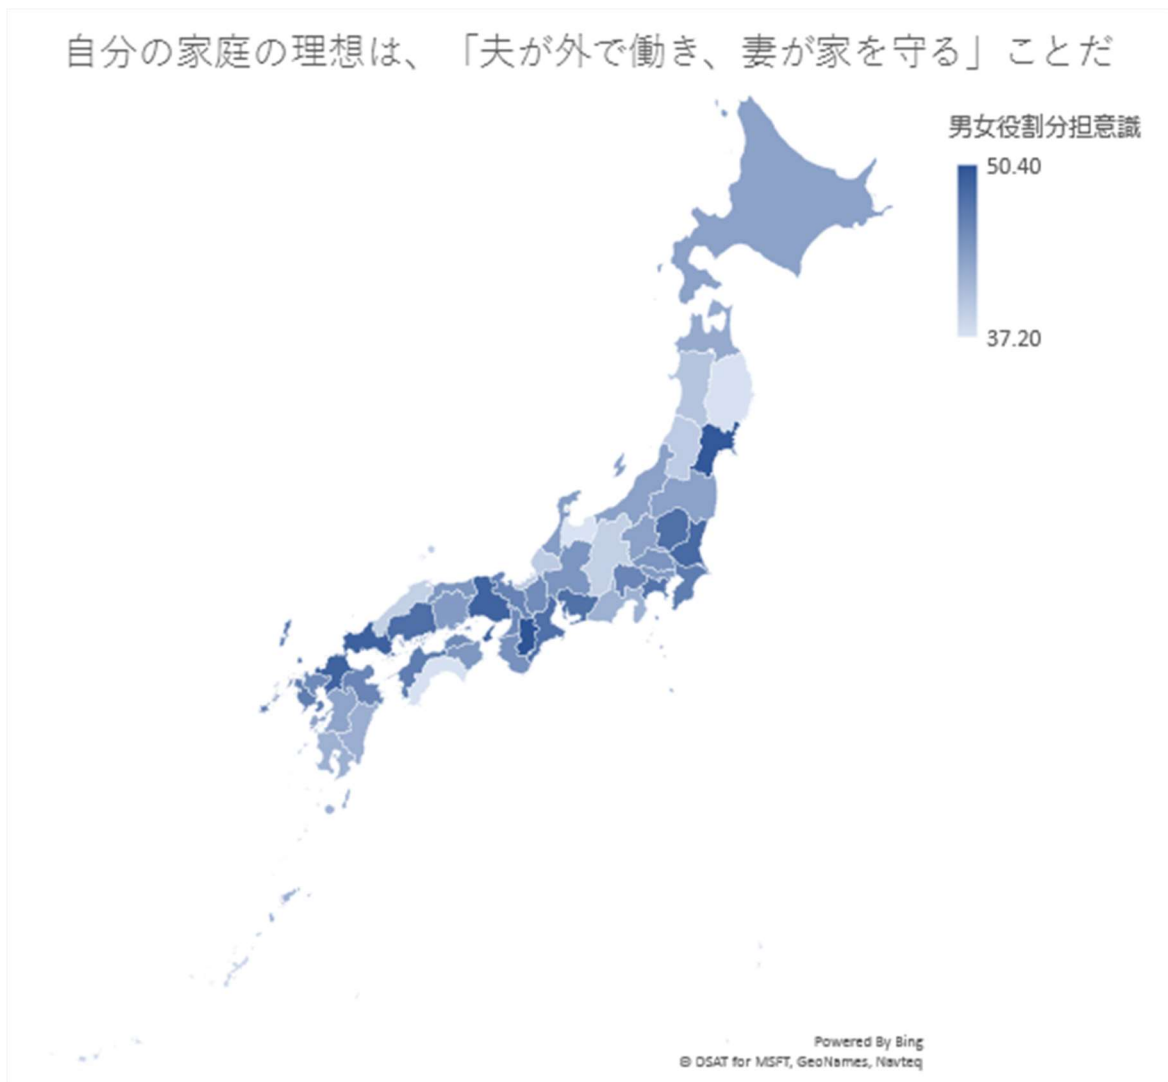 自分の家庭の理想は、「夫が外で働き、妻が家を守る」ことだ
男女役割分担意識
50.40
37.20
Powered By Bing
© DSAT for MSFT, GeoNames, Navteq